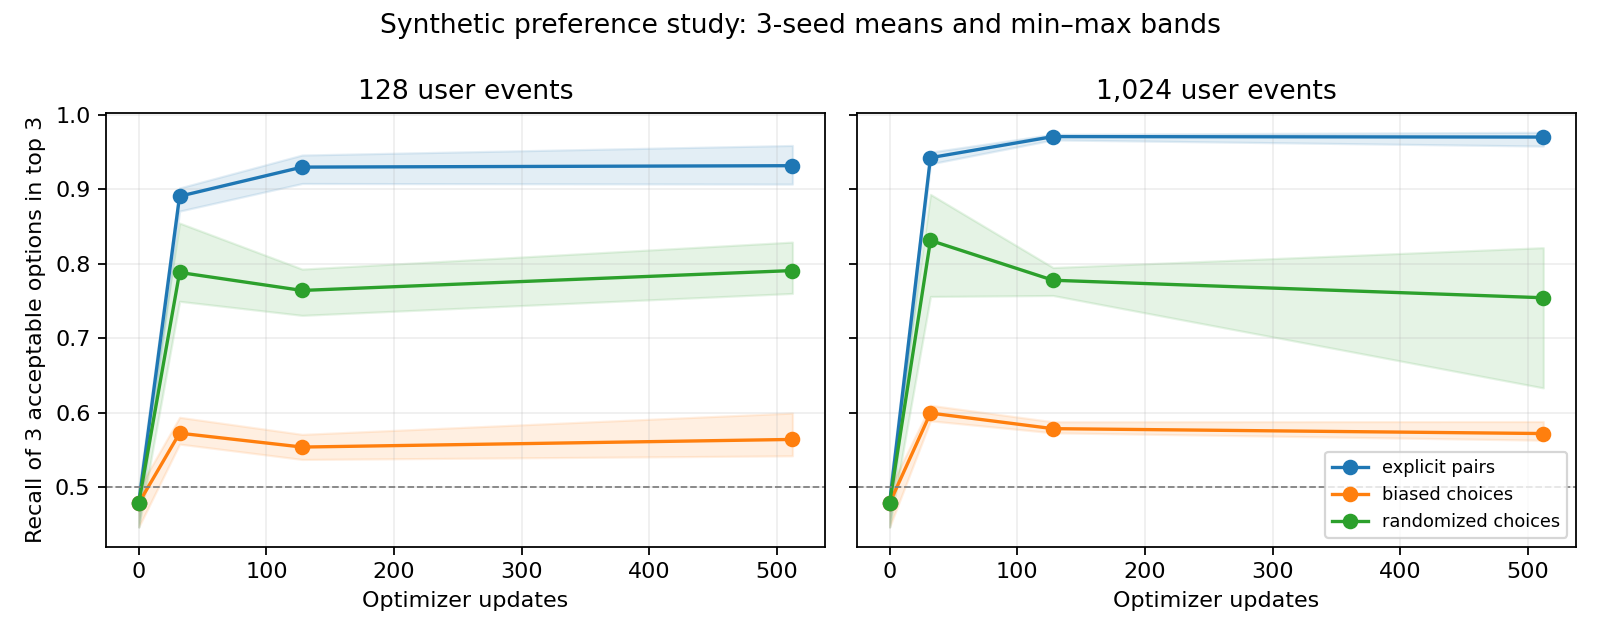 Synthetic preference study: 3-seed means and min–max bands
128 user events
Recall of 3 acceptable options in top 3
1.0
0.9
0.8
0.7
0.6
0.5
0 100 200 300 400 500
Optimizer updates
1,024 user events
explicit pairs
biased choices
randomized choices
0 100 200 300 400 500
Optimizer updates